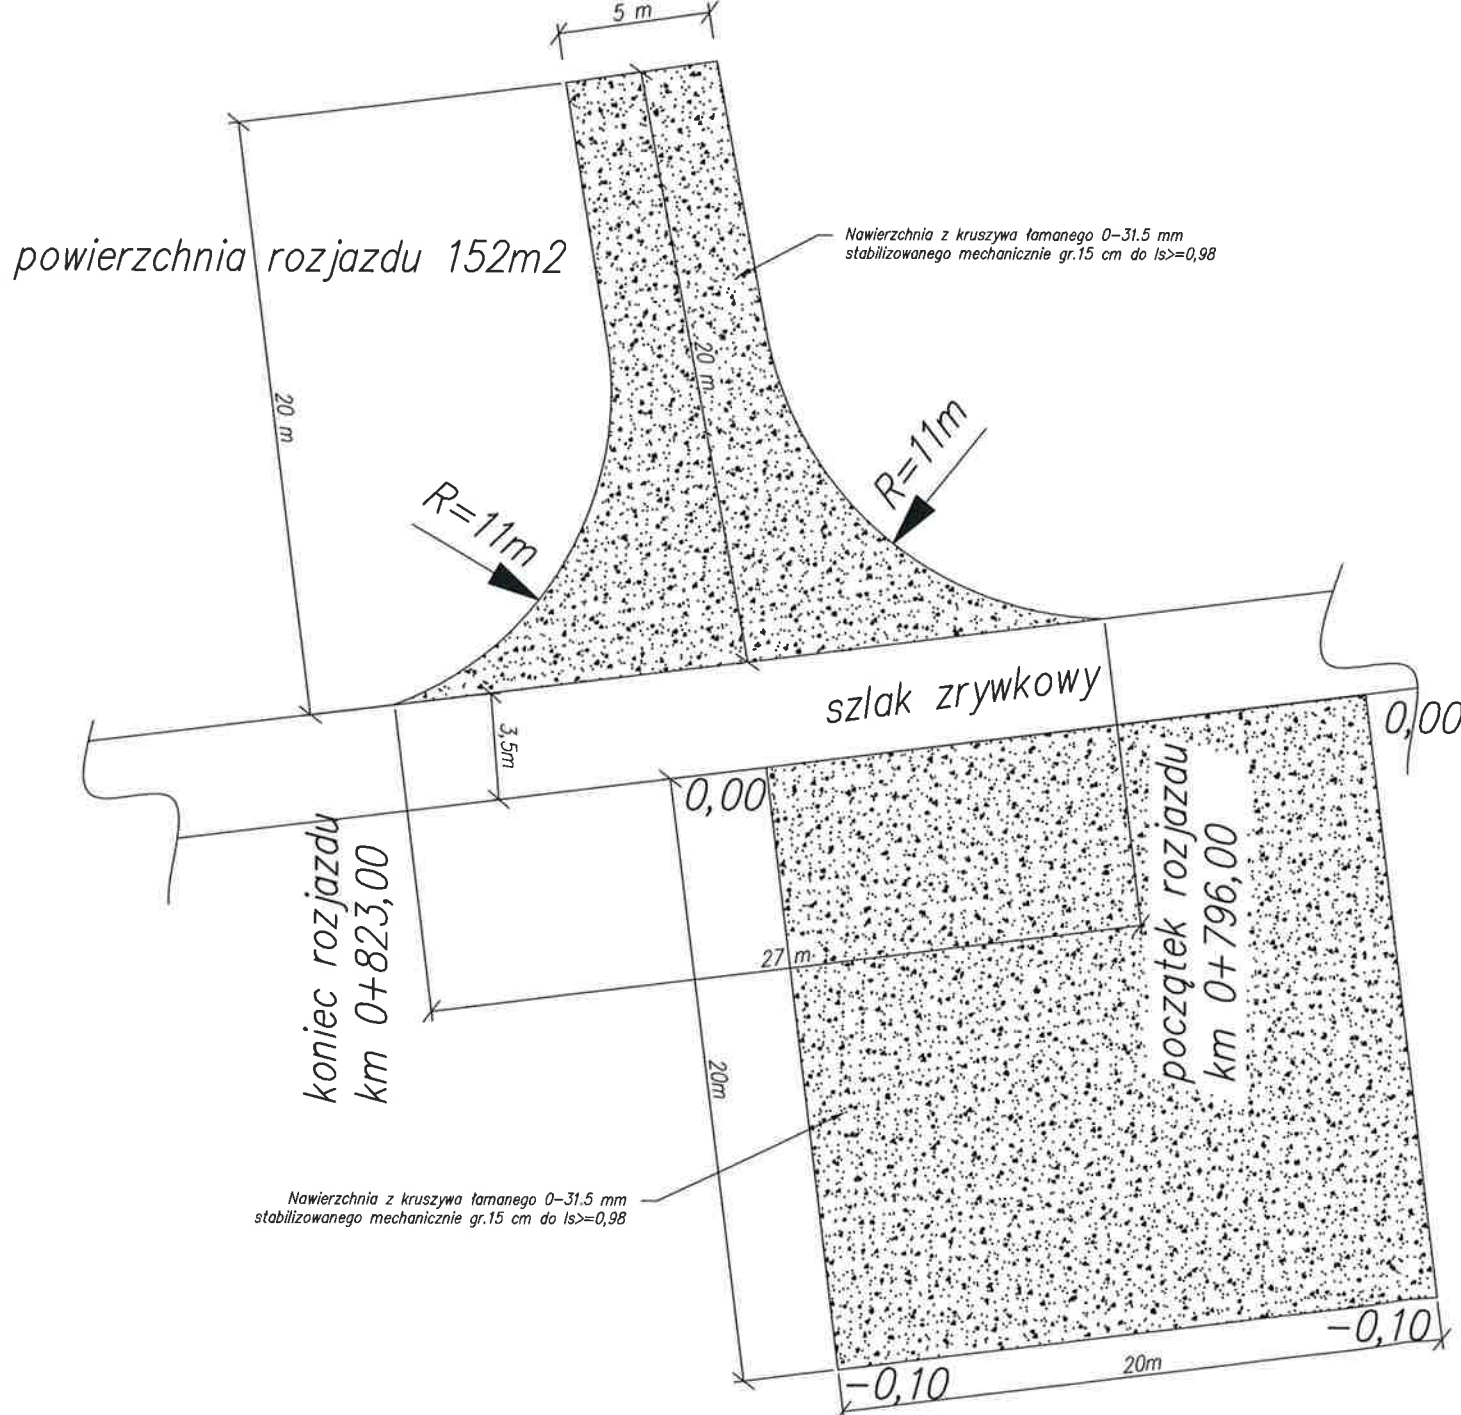 5 m
powierzchnia rozjazdu 152m2
Nawierzchnia z kruszywa łamanego 0-31.5 mm
stabilizowanego mechanicznie gr.15 cm do Is>=0,98
20 m
20 m
R=11m
R=11m
szlak zrywkowy
3,5m
0,00
0,00
koniec rozjazdu
km 0+823,00
27 m
początek rozjazdu
km 0+796,00
20m
Nawierzchnia z kruszywa łamanego 0-31.5 mm
stabilizowanego mechanicznie gr.15 cm do Is>=0,98
-0,10
-0,10
20m